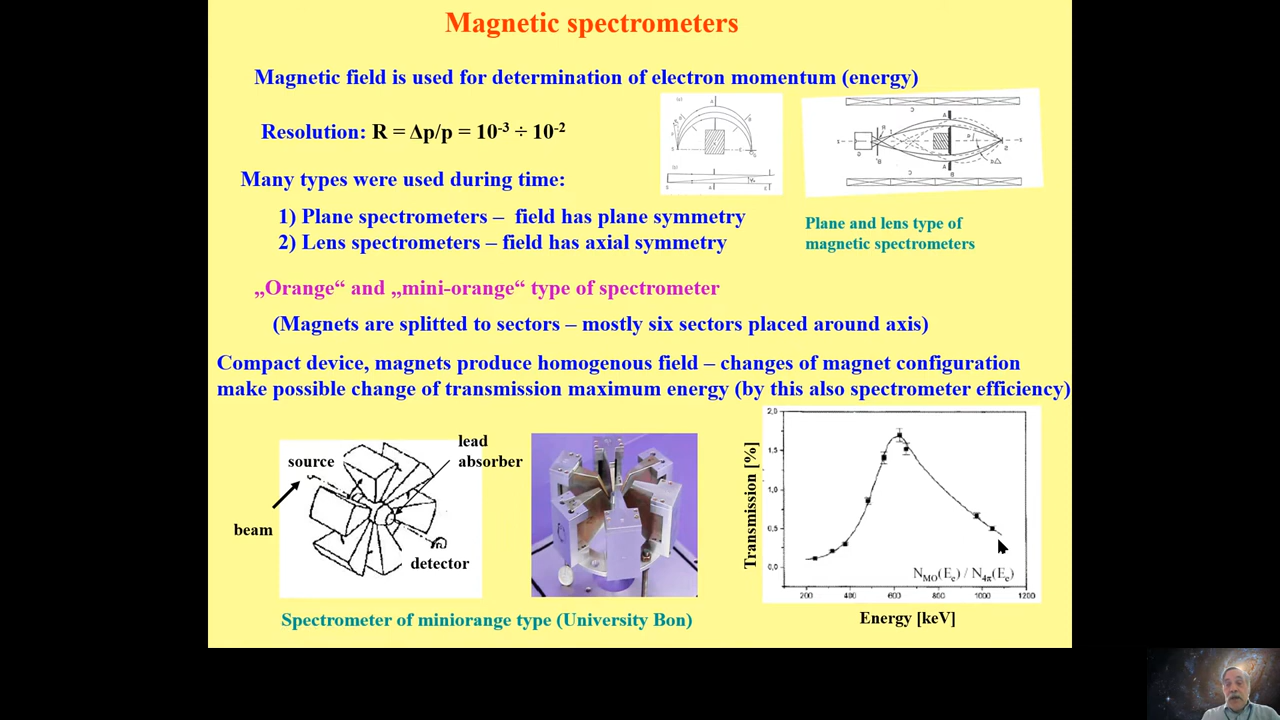 Magnetic spectrometers
Magnetic field is used for determination of electron momentum (energy)
Resolution: R = Δp/p = 10-3 ÷ 10-2
Many types were used during time:
1) Plane spectrometers – field has plane symmetry
2) Lens spectrometers – field has axial symmetry
Plane and lens type of
magnetic spectrometers
„Orange“ and „mini-orange“ type of spectrometer
(Magnets are splitted to sectors – mostly six sectors placed around axis)
Compact device, magnets produce homogenous field – changes of magnet configuration
make possible change of transmission maximum energy (by this also spectrometer efficiency)
source
lead
absorber
beam
detector
Spectrometer of miniorange type (University Bon)
Transmission [%]
2,0
1,5
1,0
0,5
0,0
NMO(Ee) / N4π(Ee)
200 400 600 800 1000 1200
Energy [keV]